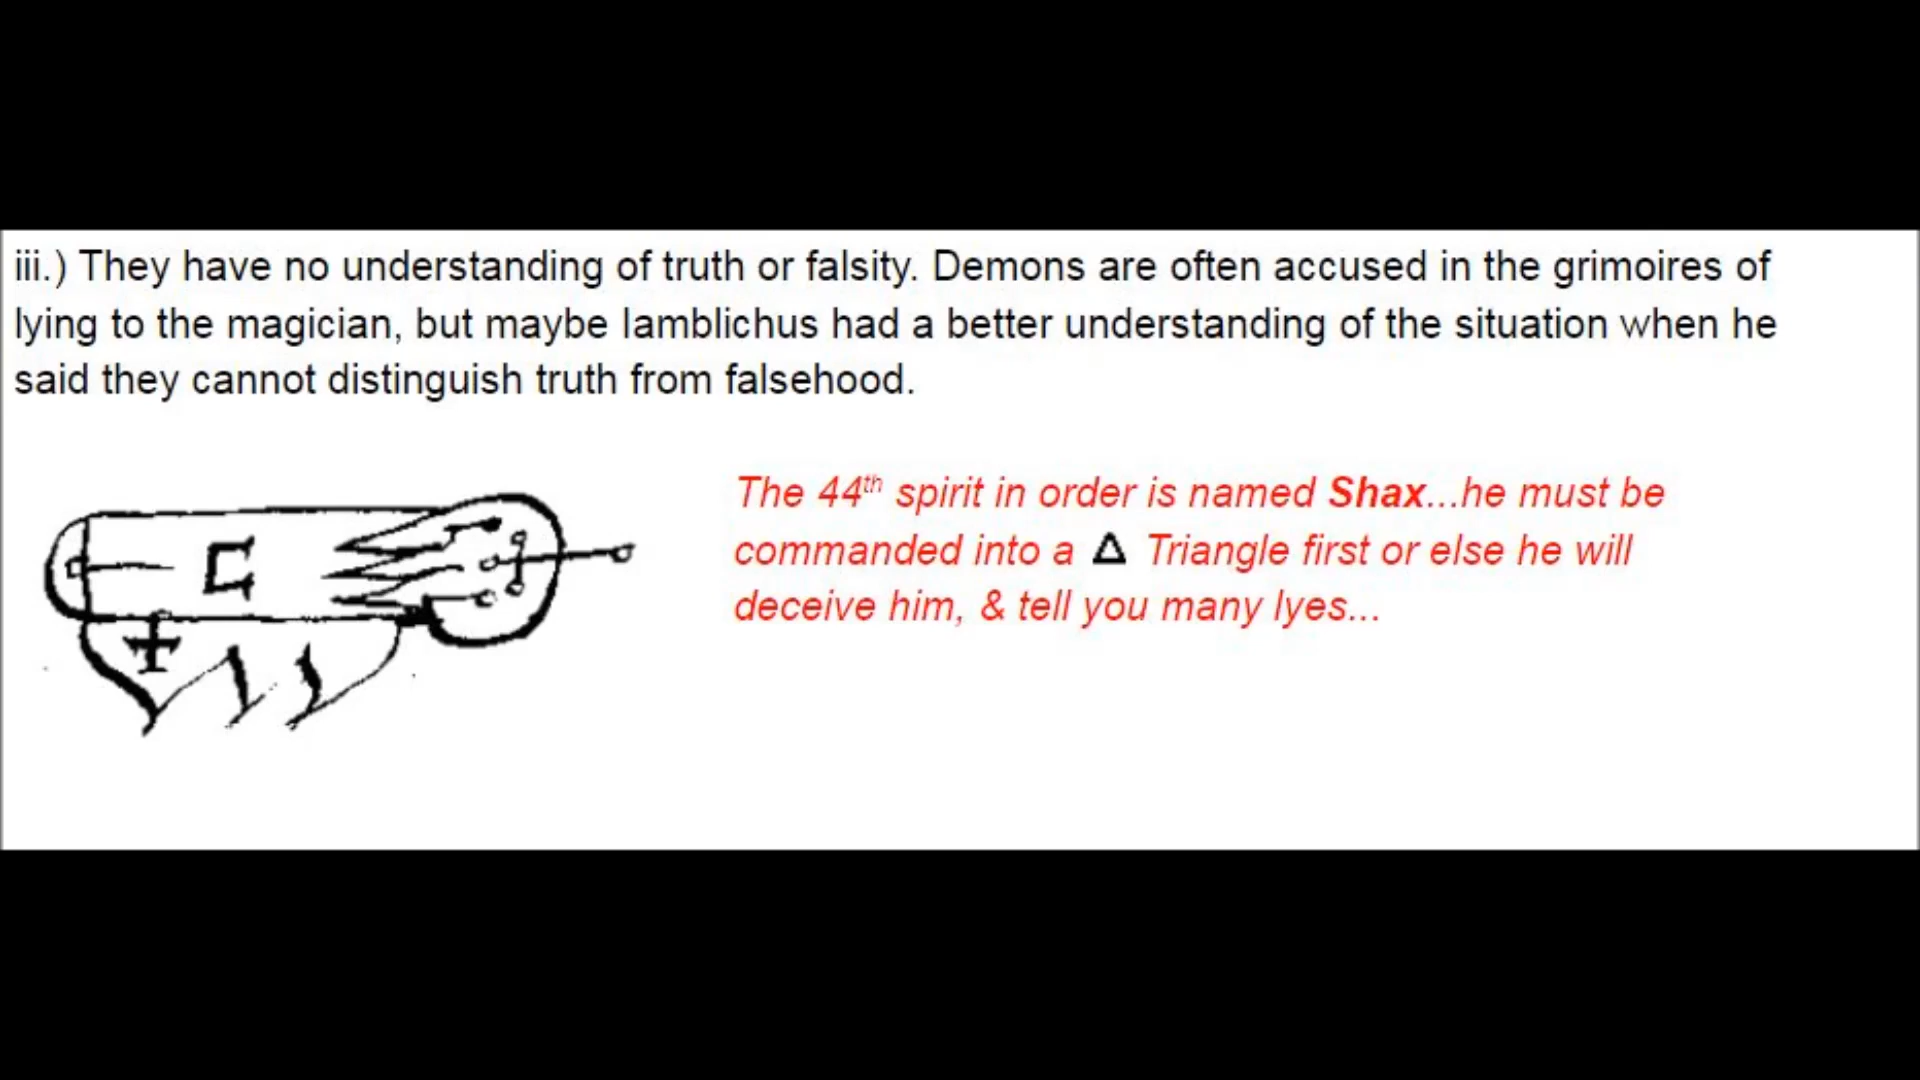 iii.) They have no understanding of truth or falsity. Demons are often accused in the grimoires of
lying to the magician, but maybe Iamblichus had a better understanding of the situation when he
said they cannot distinguish truth from falsehood.
The 44th spirit in order is named Shax...he must be
commanded into a Δ Triangle first or else he will
deceive him, & tell you many lyes...